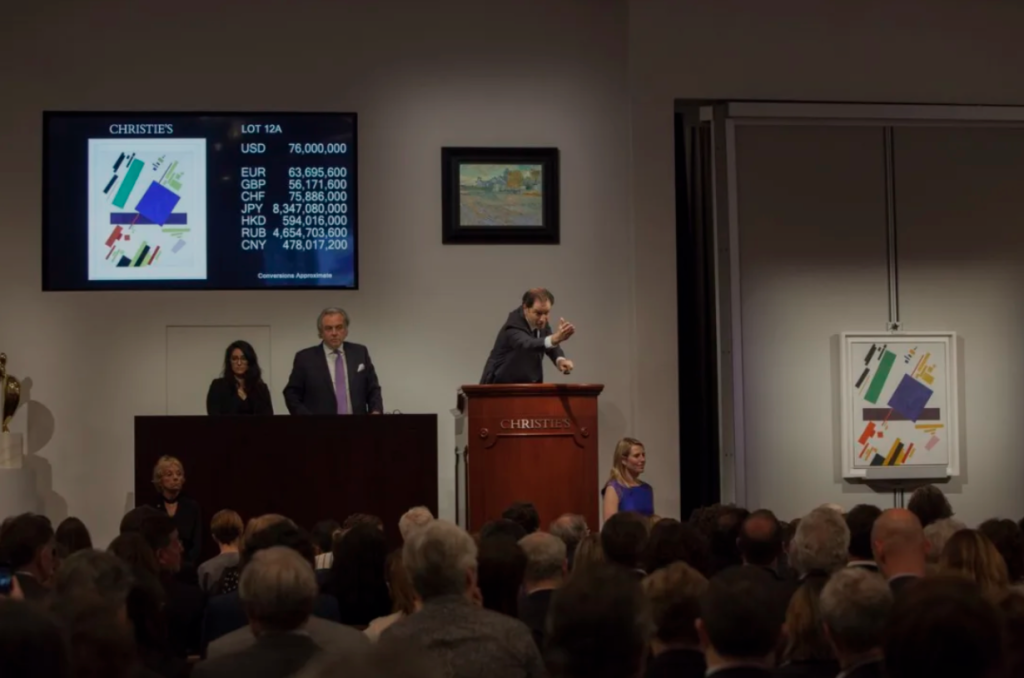 CHRISTIE'S
LOT 12A
USD 76,000,000
EUR 63,695,600
GBP 56,171,600
CHF 75,886,000
JPY 8,347,080,000
HKD 594,016,000
RUB 4,654,703,600
CNY 478,017,200
Conversions Approximate
CHRISTIE'S